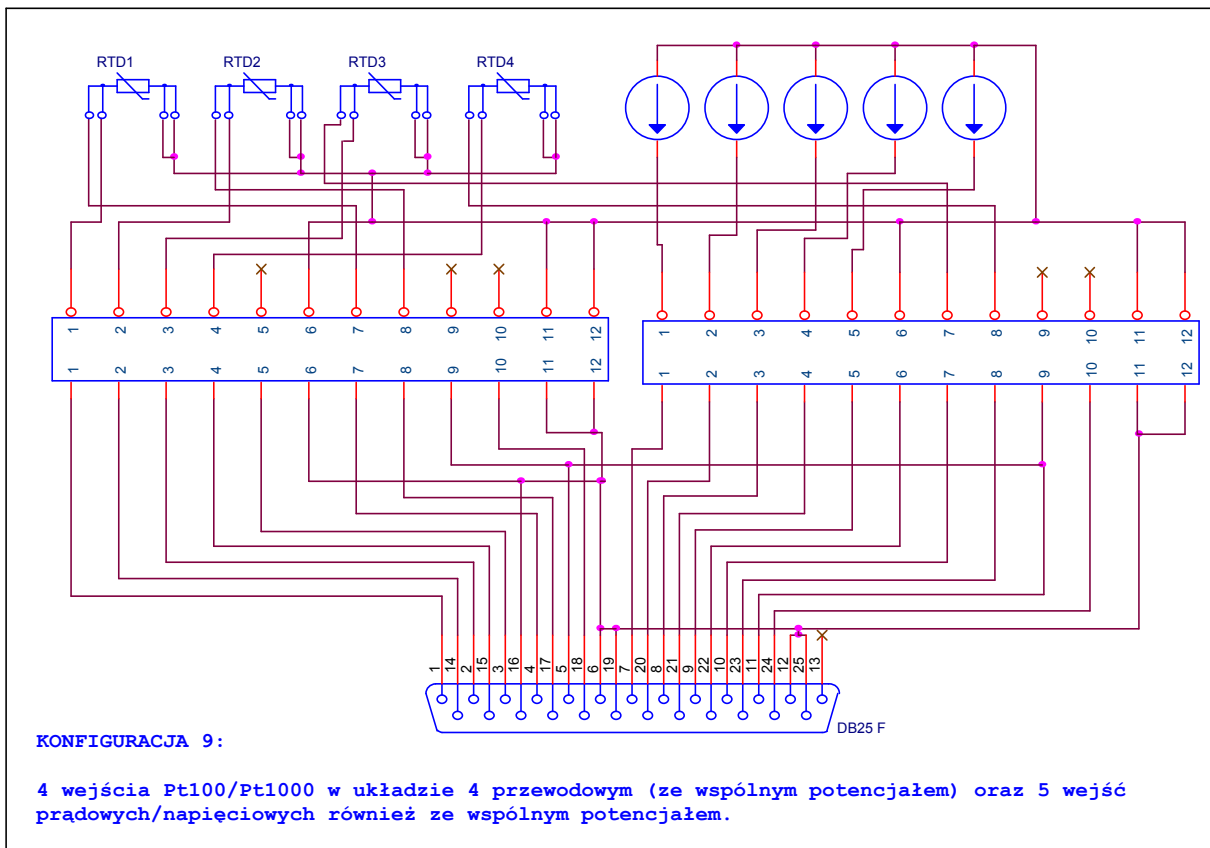 RTD1 RTD2 RTD3 RTD4
1 2 3 4 5 6 7 8 9 10 11 12
1 2 3 4 5 6 7 8 9 10 11 12
1 2 3 4 5 6 7 8 9 10 11 12
1 2 3 4 5 6 7 8 9 10 11 12
1 14 2 15 3 16 4 17 5 18 6 19 7 20 8 21 9 22 10 23 11 24 12 25 13
DB25 F
KONFIGURACJA 9:
4 wejścia Pt100/Pt1000 w układzie 4 przewodowym (ze wspólnym potencjałem) oraz 5 wejść
prądowych/napięciowych również ze wspólnym potencjałem.